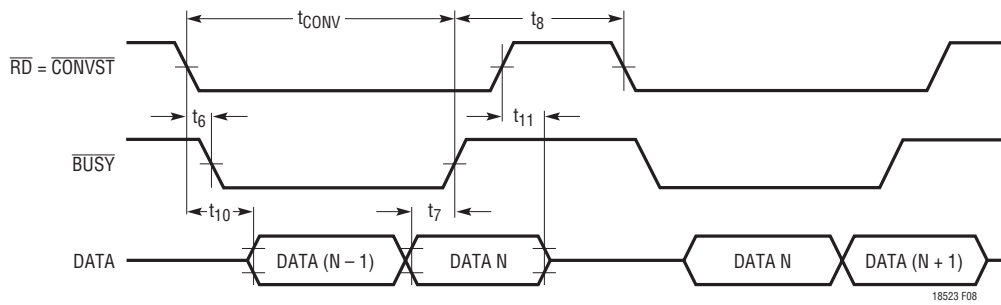 tCONV
t8
RD = CONVST
t6
t11
BUSY
t10
t7
DATA
DATA (N – 1)
DATA N
DATA N
DATA (N + 1)
18523 F08